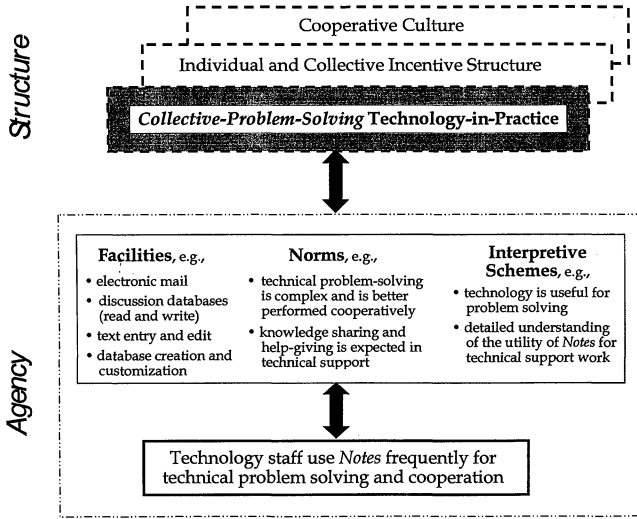 Structure
Cooperative Culture
Individual and Collective Incentive Structure
Collective-Problem-Solving Technology-in-Practice
Agency
Facilities, e.g.,
• electronic mail
• discussion databases
(read and write)
• text entry and edit
• database creation and
customization
Norms, e.g.,
• technical problem-solving
is complex and is better
performed cooperatively
• knowledge sharing and
help-giving is expected in
technical support
Interpretive
Schemes, e.g.,
• technology is useful for
problem solving
• detailed understanding
of the utility of Notes for
technical support work
Technology staff use Notes frequently for
technical problem solving and cooperation